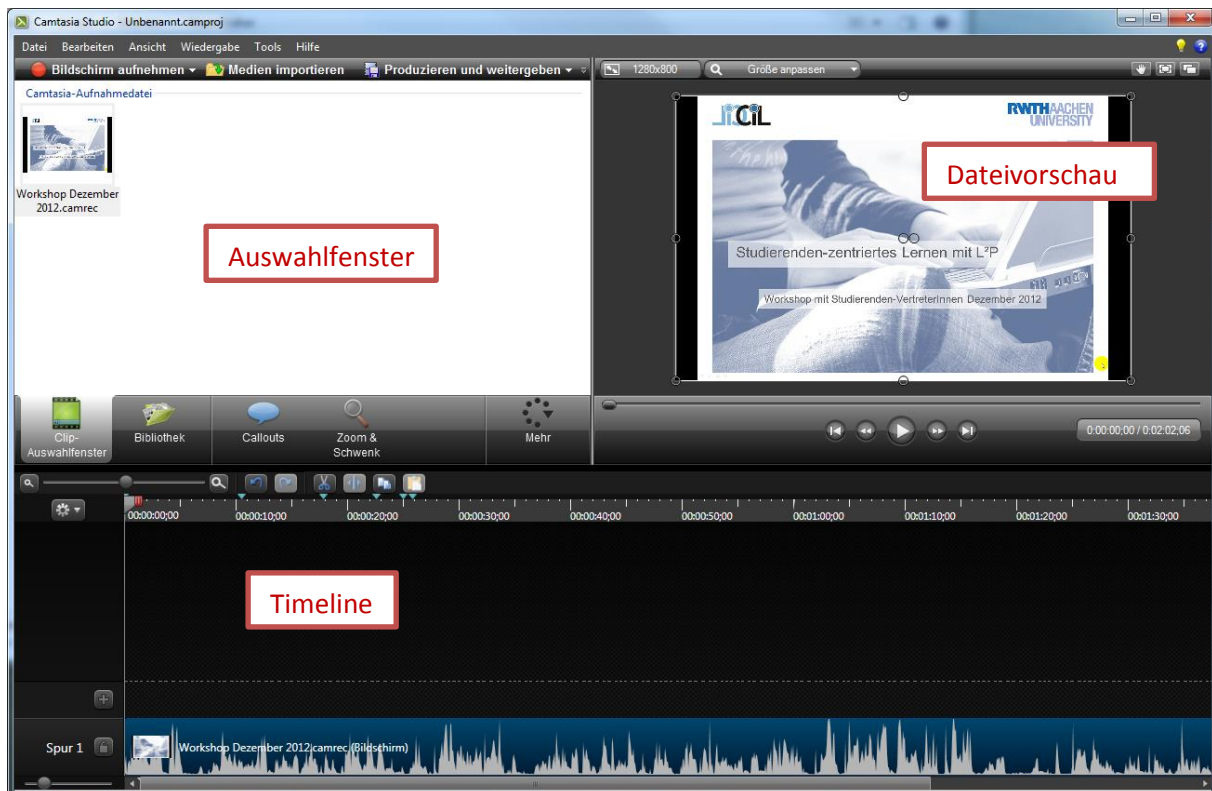 Camtasia Studio - Unbenannt.camproj
Datei Bearbeiten Ansicht Wiedergabe Tools Hilfe
Bildschirm aufnehmen Medien importieren Produzieren und weitergeben
1280x800 Größe anpassen
Camtasia-Aufnahmedatei
Workshop Dezember
2012.camrec
Auswahlfenster
CiL
RWTHAACHEN
UNIVERSITY
Dateivorschau
Studierenden-zentriertes Lernen mit L²P
Workshop mit Studierenden-VertreterInnen Dezember 2012
Clip-
Auswahlfenster
Bibliothek
Callouts
Zoom &
Schwenk
Mehr
0:00:00;00 / 0:02:02;06
00:00:00;00 00:00:10;00 00:00:20;00 00:00:30;00 00:00:40;00 00:00:50;00 00:01:00;00 00:01:10;00 00:01:20;00 00:01:30;00
Timeline
Spur 1
Workshop Dezember 2012.camrec (Bildschirm)